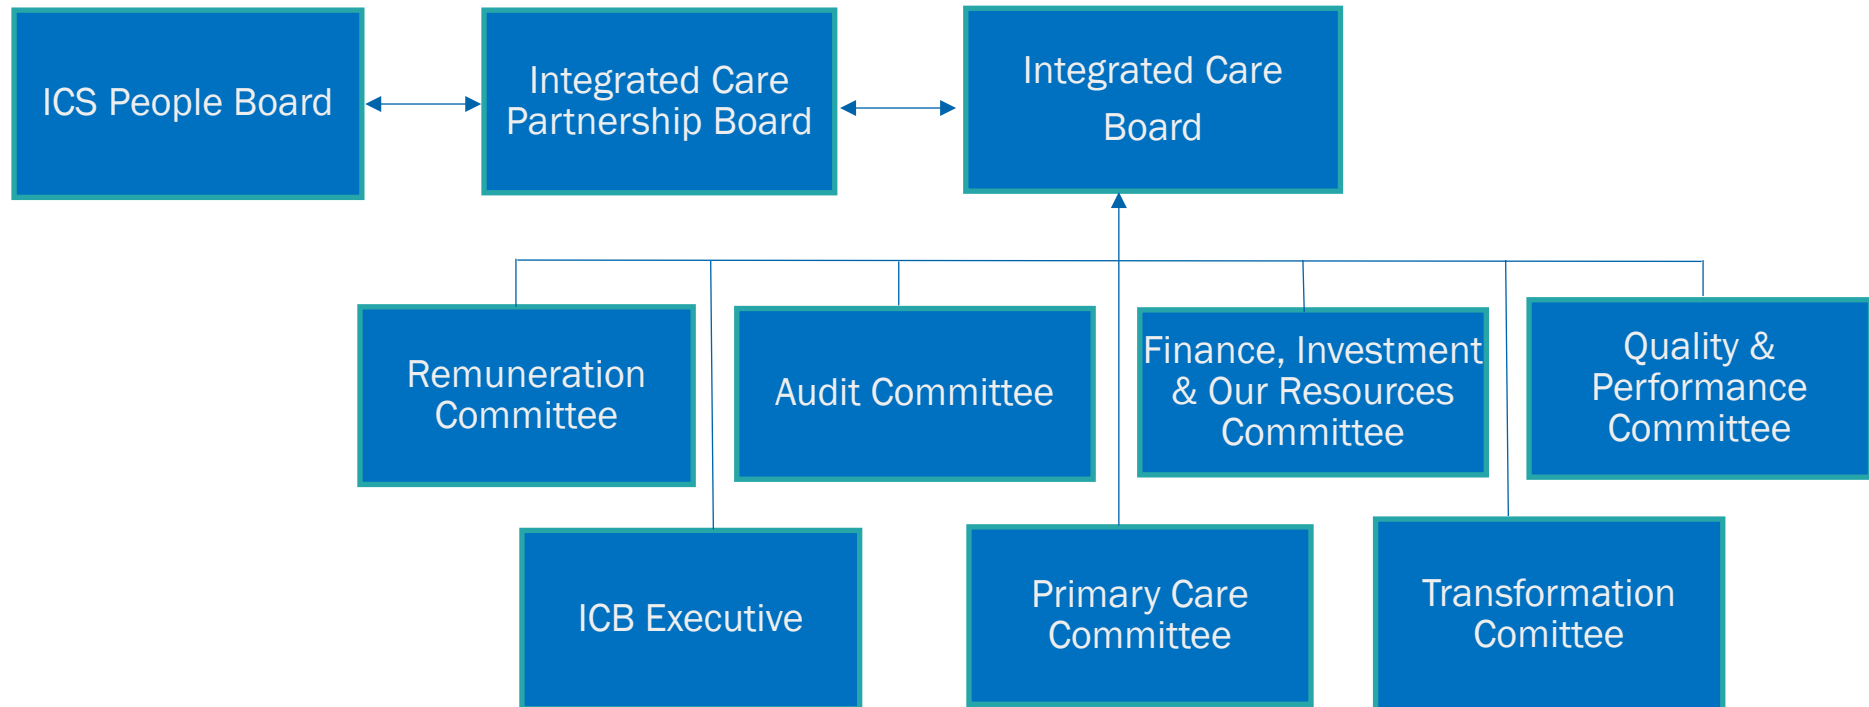 ICS People Board
Integrated Care
Partnership Board
Integrated Care
Board
Remuneration
Committee
Audit Committee
Finance, Investment
& Our Resources
Committee
Quality &
Performance
Committee
ICB Executive
Primary Care
Committee
Transformation
Comittee